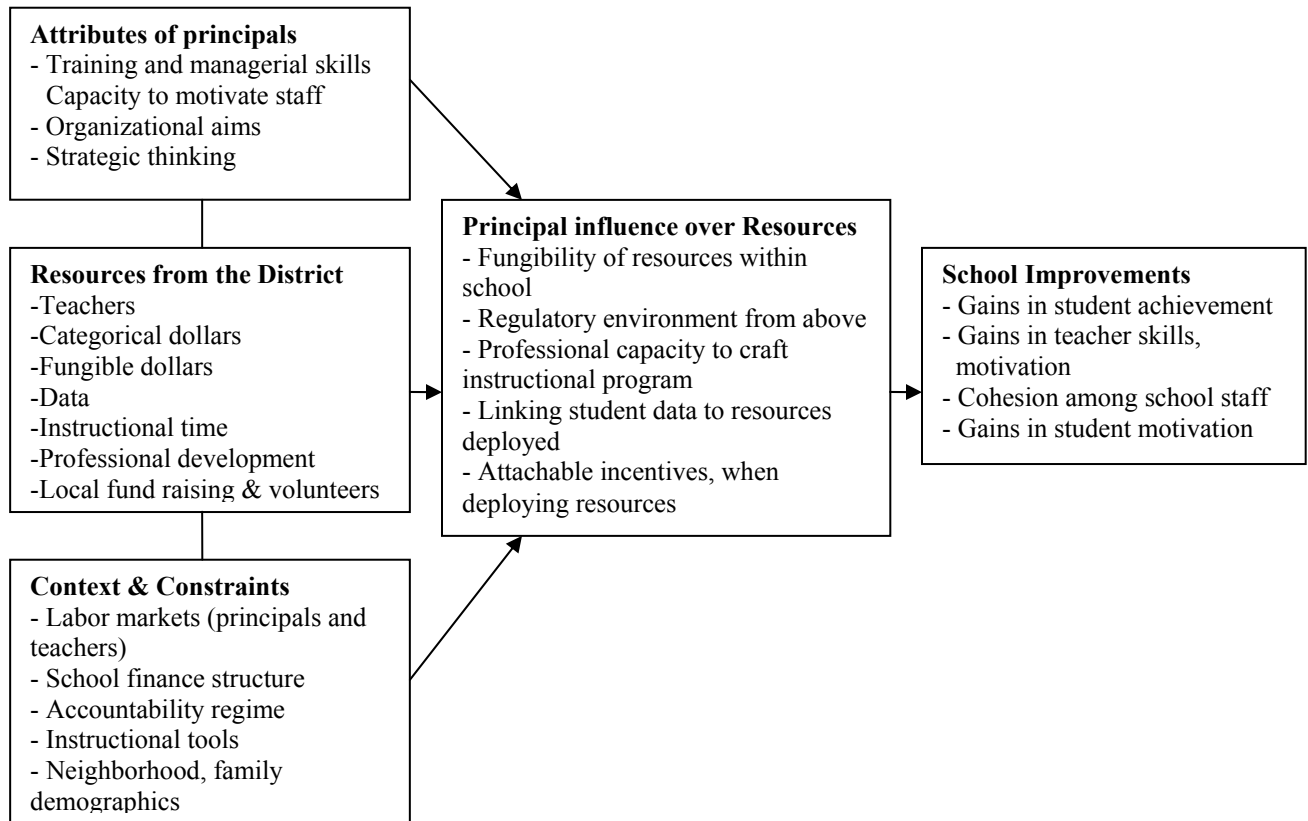 Attributes of principals
- Training and managerial skills
Capacity to motivate staff
- Organizational aims
- Strategic thinking
Resources from the District
-Teachers
-Categorical dollars
-Fungible dollars
-Data
-Instructional time
-Professional development
-Local fund raising & volunteers
Context & Constraints
- Labor markets (principals and
teachers)
- School finance structure
- Accountability regime
- Instructional tools
- Neighborhood, family
demographics
Principal influence over Resources
- Fungibility of resources within
school
- Regulatory environment from above
- Professional capacity to craft
instructional program
- Linking student data to resources
deployed
- Attachable incentives, when
deploying resources
School Improvements
- Gains in student achievement
- Gains in teacher skills,
motivation
- Cohesion among school staff
- Gains in student motivation